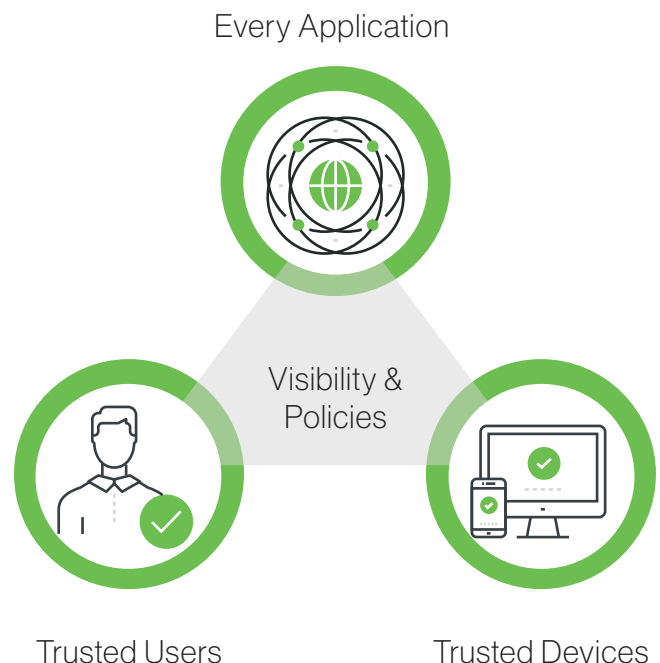 Every Application
Visibility &
Policies
Trusted Users
Trusted Devices